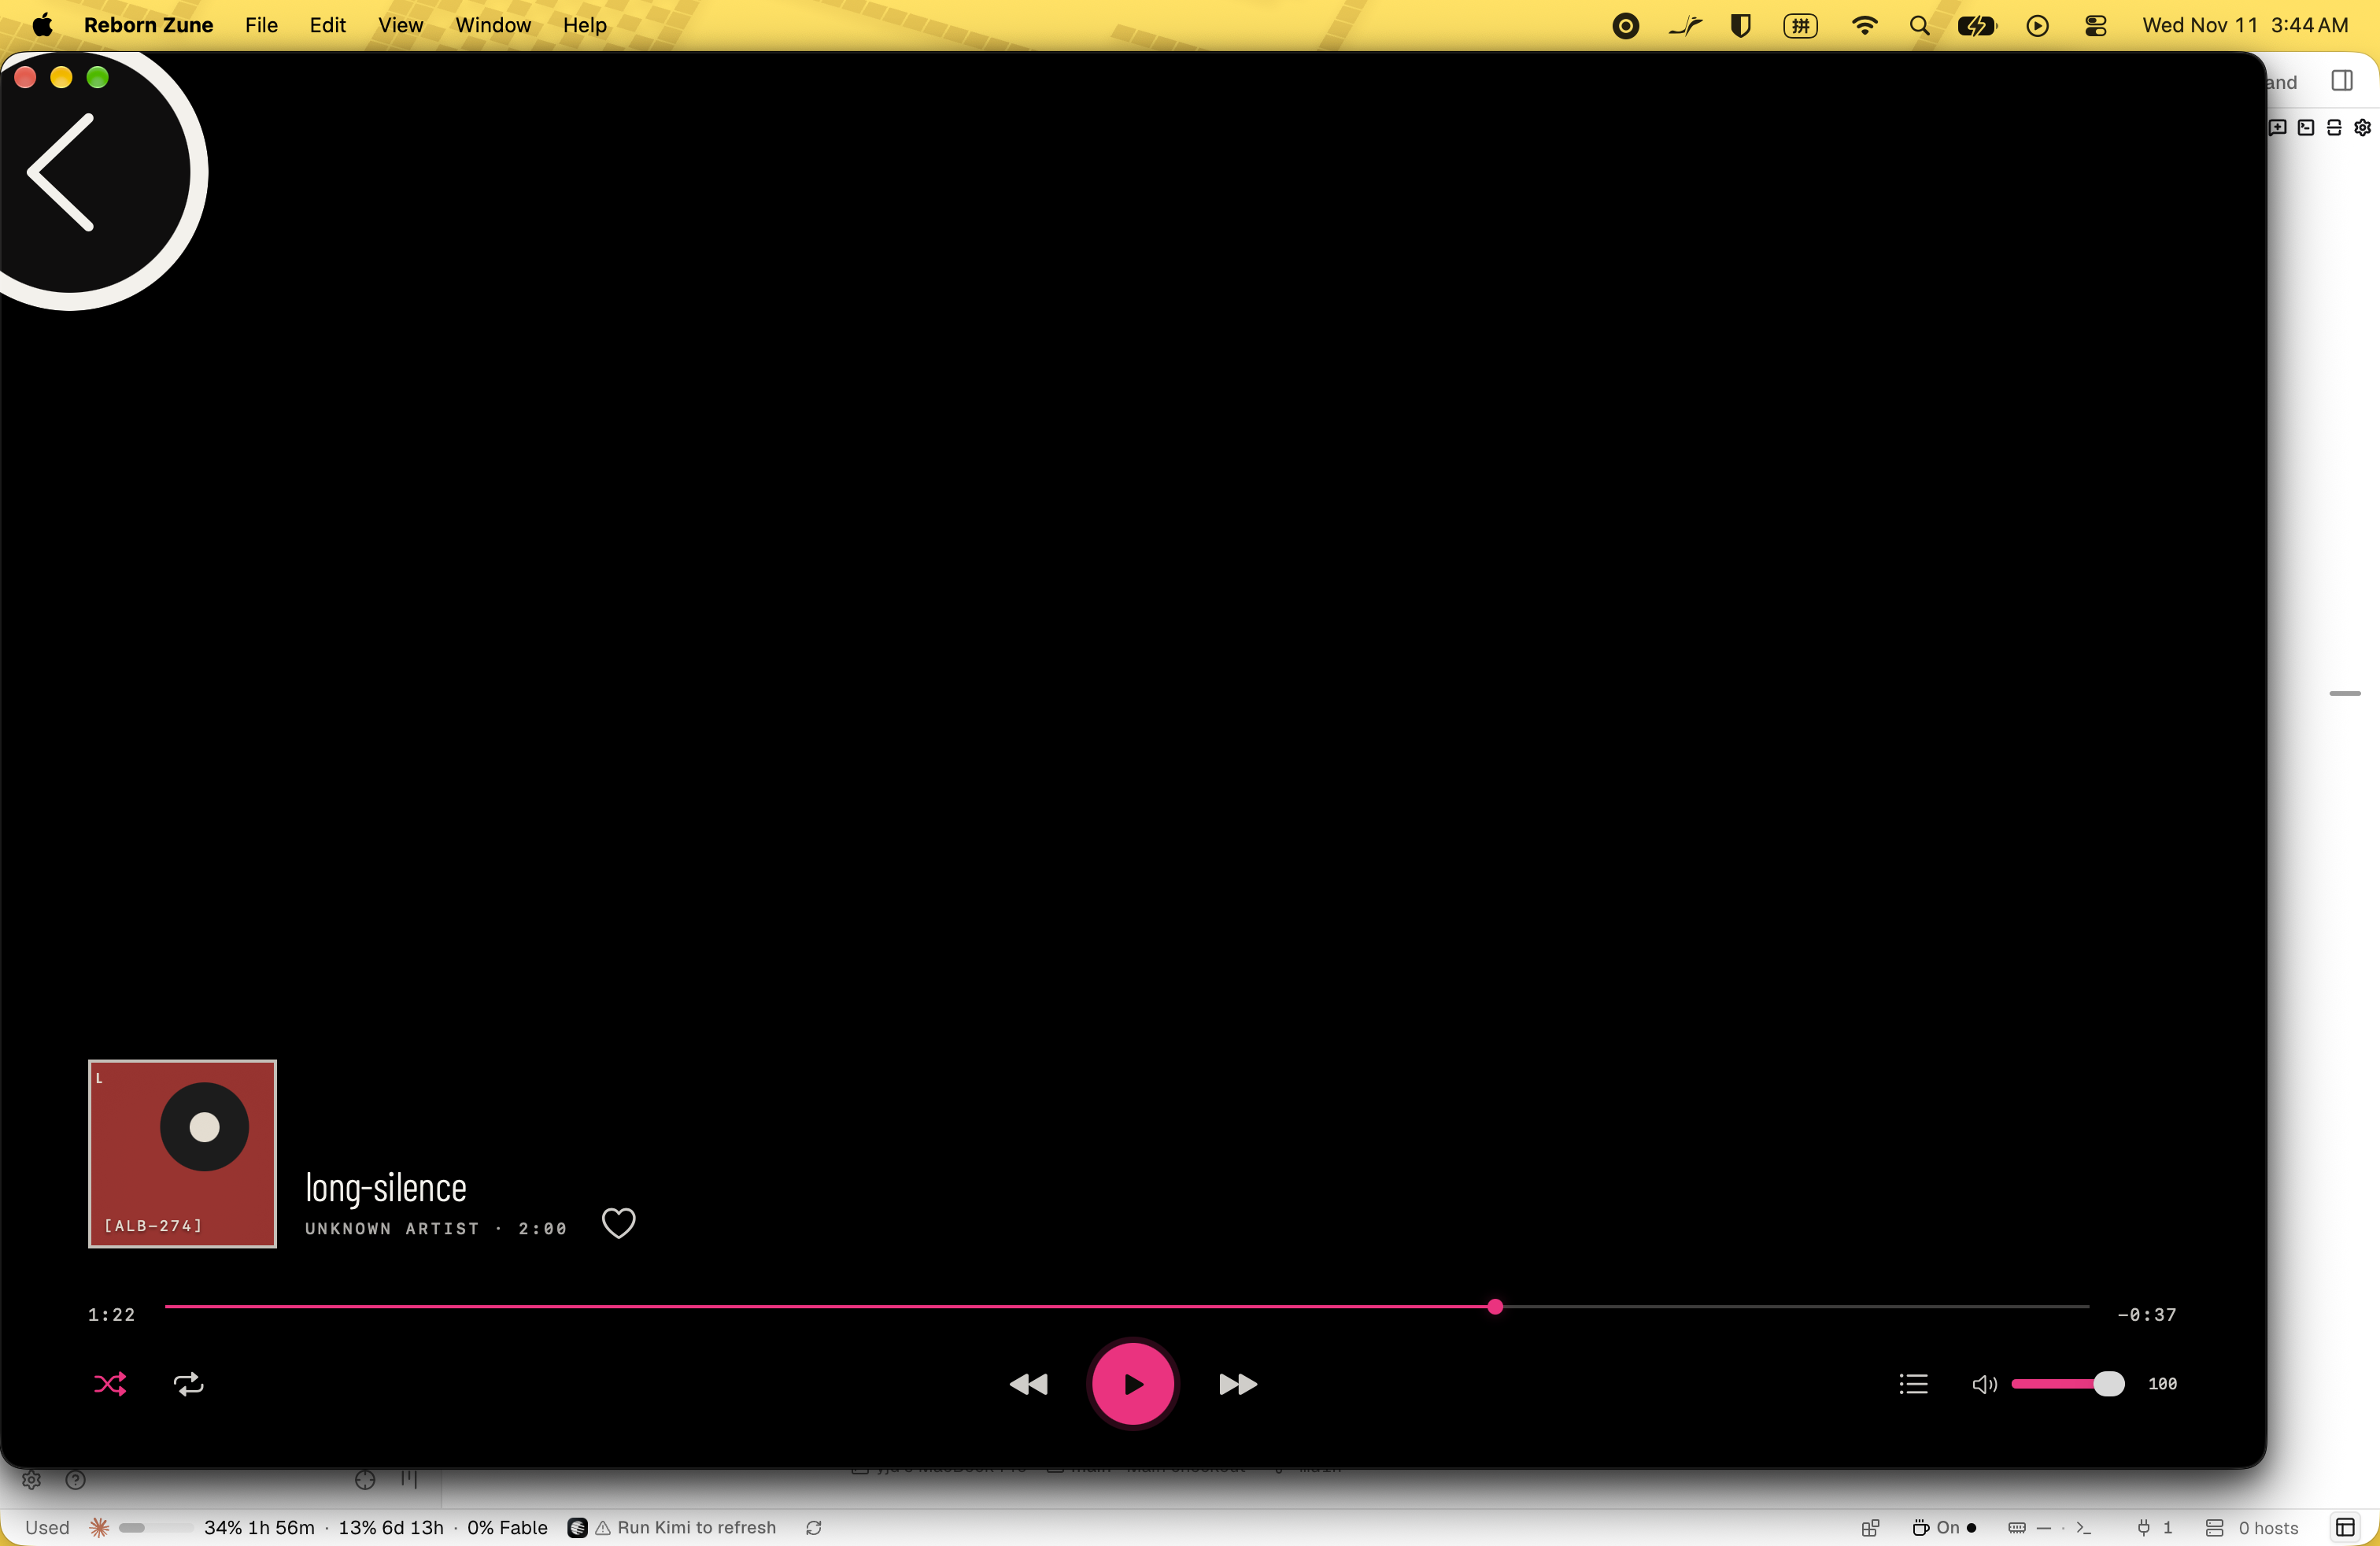 Reborn Zune File Edit View Window Help 拼 Wed Nov 11 3:44 AM
and
L
[ALB-274]
long-silence
UNKNOWN ARTIST · 2:00
1:22 -0:37
100
Used 34% 1h 56m · 13% 6d 13h · 0% Fable Run Kimi to refresh On — · 1 0 hosts